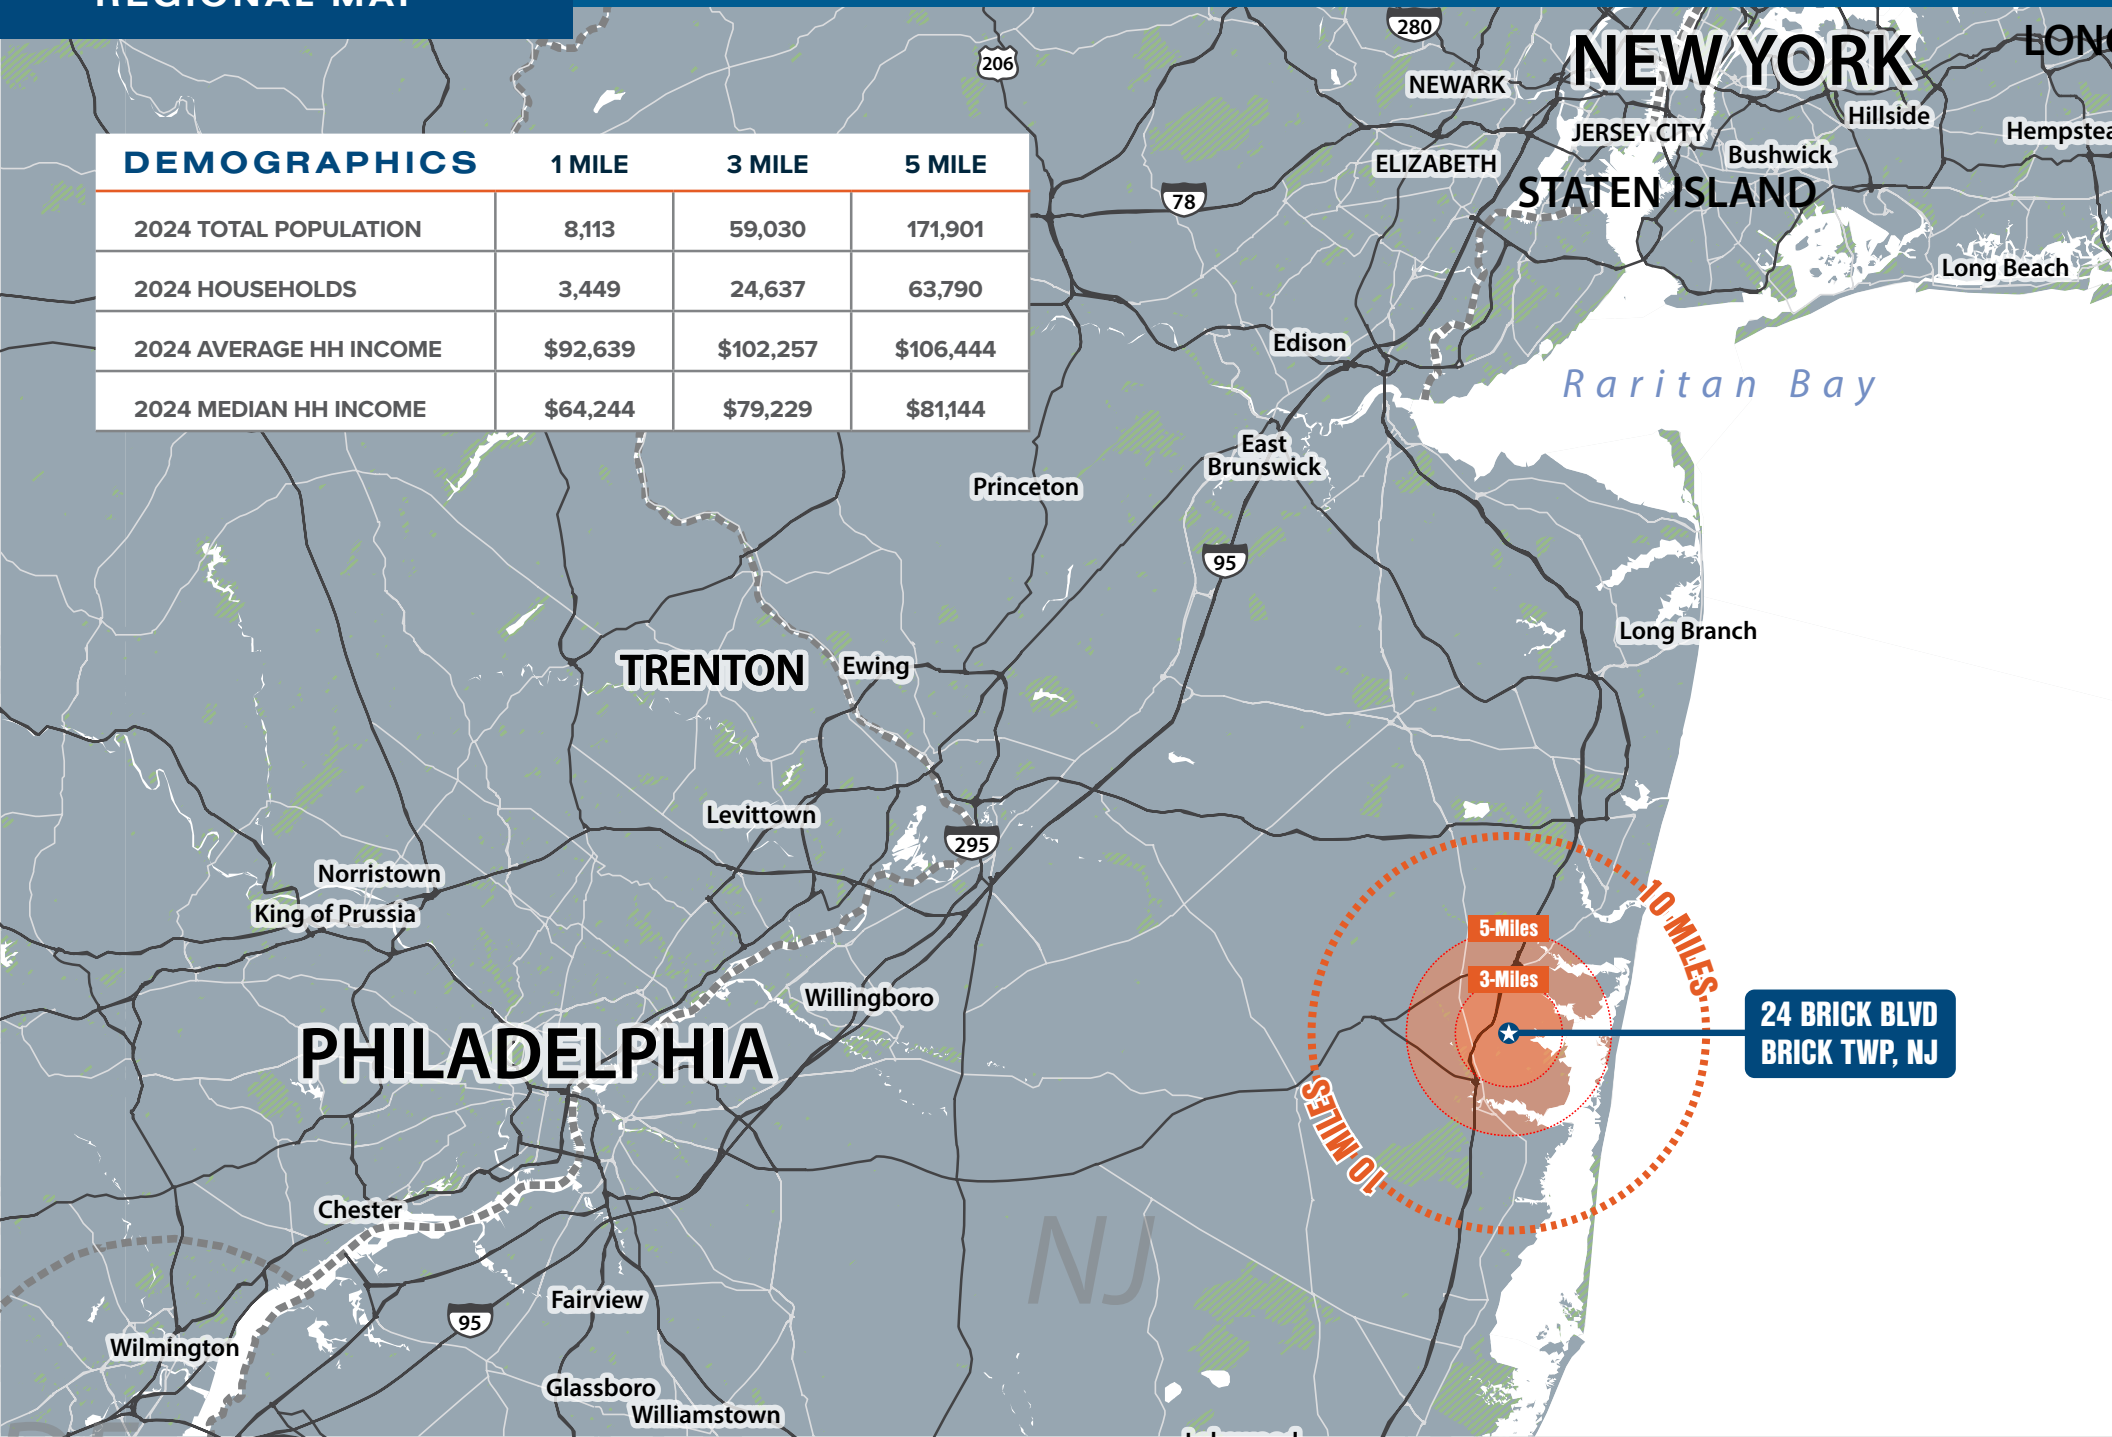 REGIONAL MAP
DEMOGRAPHICS 1 MILE 3 MILE 5 MILE
2024 TOTAL POPULATION 8,113 59,030 171,901
2024 HOUSEHOLDS 3,449 24,637 63,790
2024 AVERAGE HH INCOME $92,639 $102,257 $106,444
2024 MEDIAN HH INCOME $64,244 $79,229 $81,144
206
280
NEWARK
NEW YORK
JERSEY CITY
Hillside
Bushwick
ELIZABETH
STATEN ISLAND
78
Long Beach
Edison
Raritan Bay
East
Brunswick
Princeton
95
Long Branch
TRENTON
Ewing
Levittown
295
Norristown
King of Prussia
10 MILES
5-Miles
3-Miles
Willingboro
24 BRICK BLVD
BRICK TWP, NJ
PHILADELPHIA
10 MILES
Chester
NJ
Fairview
95
Wilmington
Glassboro
Williamstown